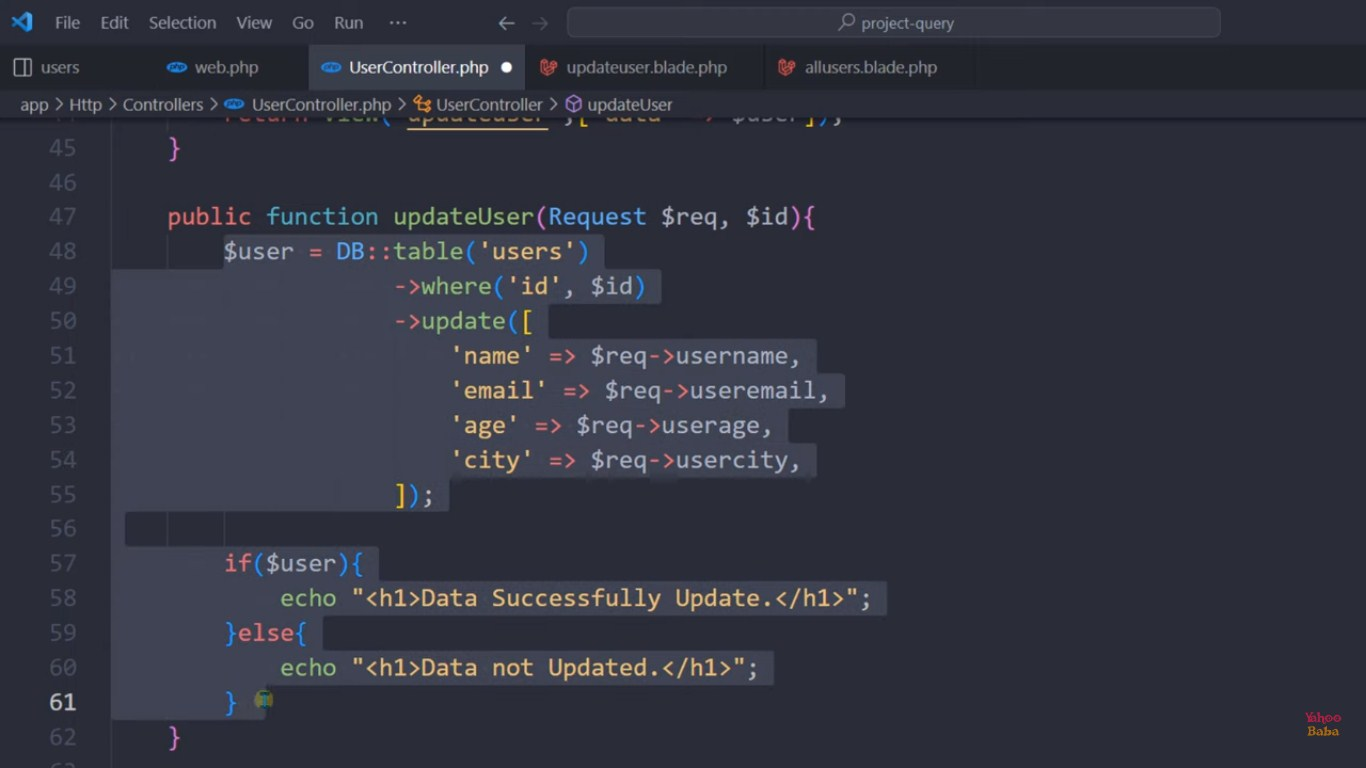 File Edit Selection View Go Run ··· ← → project-query
users web.php UserController.php ● updateuser.blade.php allusers.blade.php
app > Http > Controllers > UserController.php > UserController > updateUser
45 }
46
47 public function updateUser(Request $req, $id){
48 $user = DB::table('users')
49 ->where('id', $id)
50 ->update([
51 'name' => $req->username,
52 'email' => $req->useremail,
53 'age' => $req->userage,
54 'city' => $req->usercity,
55 ]);
56
57 if($user){
58 echo "<h1>Data Successfully Update.</h1>";
59 }else{
60 echo "<h1>Data not Updated.</h1>";
61 }
62 }
Yahoo
Baba